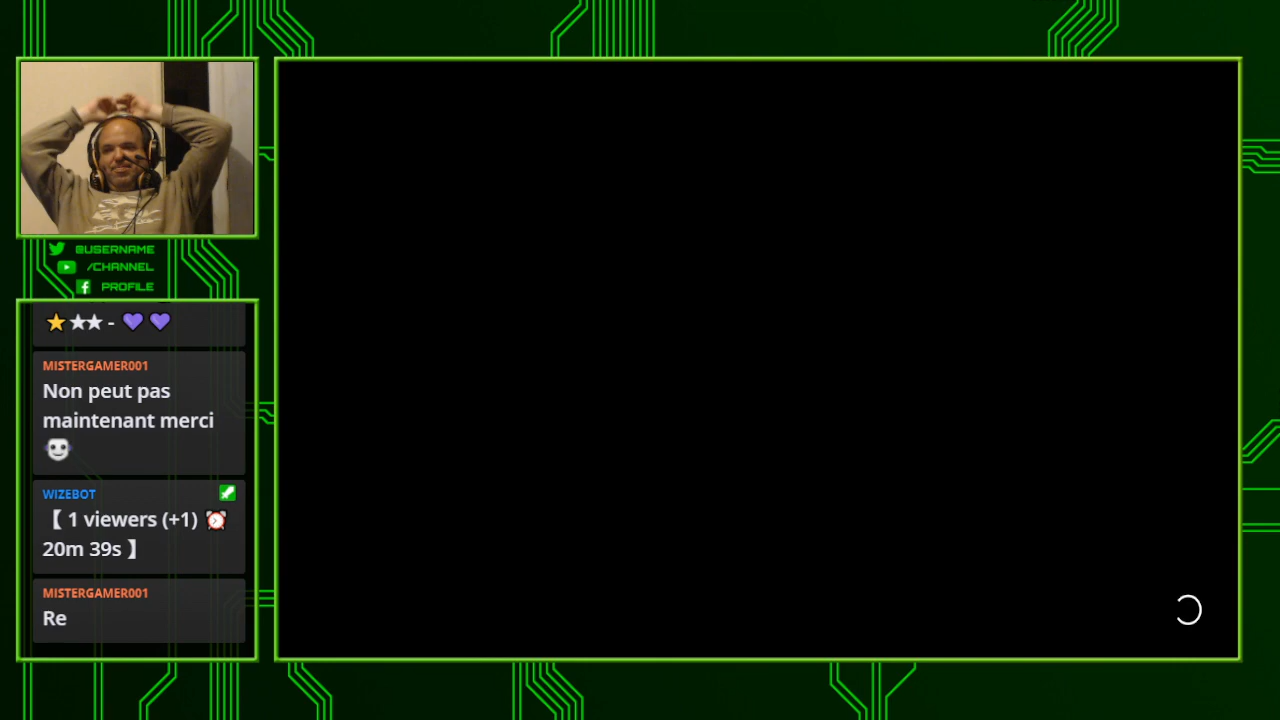 @USERNAME
/CHANNEL
PROFILE
⭐★★ - 💜 💜
MISTERGAMER001
Non peut pas
maintenant merci
WIZEBOT
【 1 viewers (+1) ⏰
20m 39s 】
MISTERGAMER001
Re